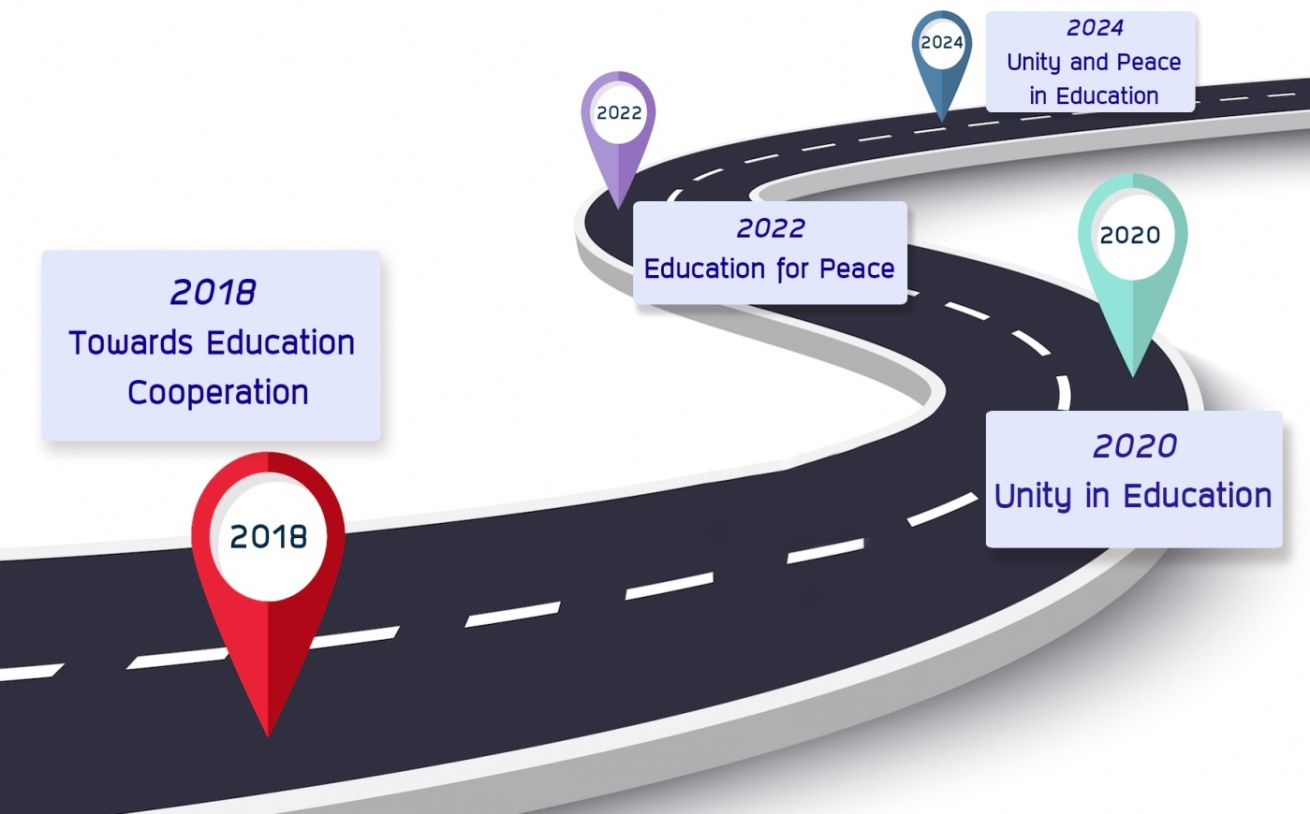 2024
2024
Unity and Peace
in Education
2022
2022
Education for Peace
2020
2020
Unity in Education
2018
Towards Education
Cooperation
2018